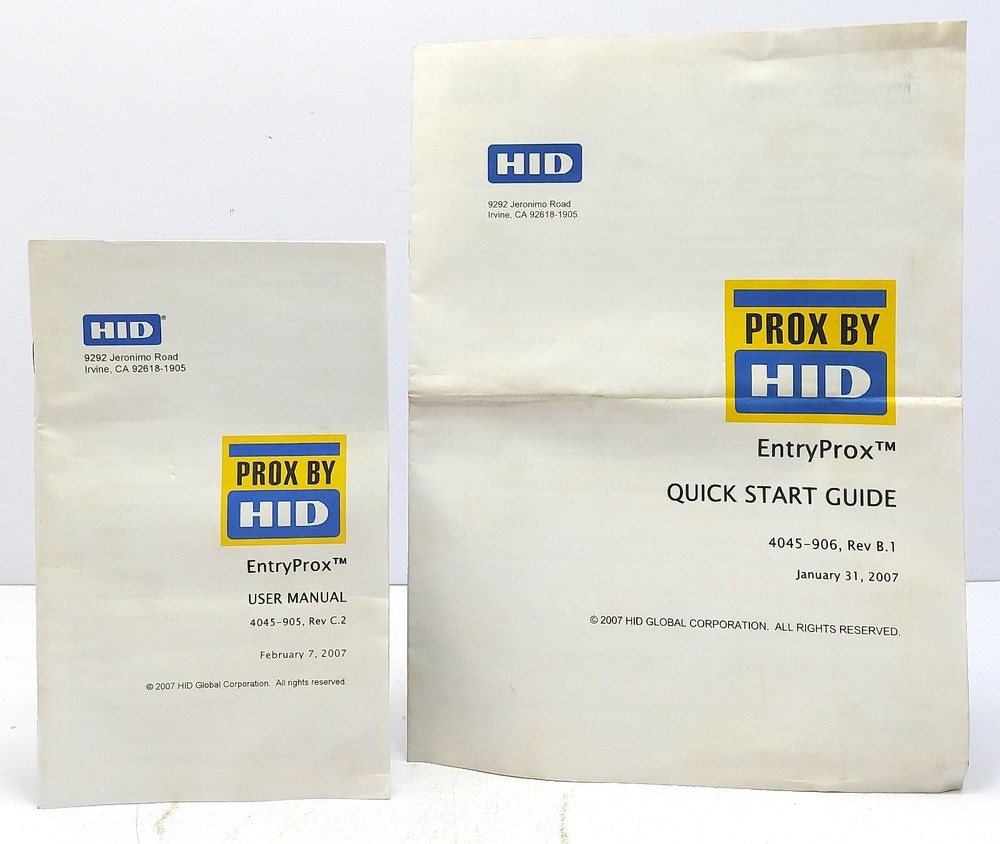 HID®
9292 Jeronimo Road
Irvine, CA 92618-1905
PROX BY
HID
EntryProx™
USER MANUAL
4045-905, Rev C.2
February 7, 2007
© 2007 HID Global Corporation. All rights reserved.
HID
9292 Jeronimo Road
Irvine, CA 92618-1905
PROX BY
HID
EntryProx™
QUICK START GUIDE
4045-906, Rev B.1
January 31, 2007
© 2007 HID GLOBAL CORPORATION. ALL RIGHTS RESERVED.